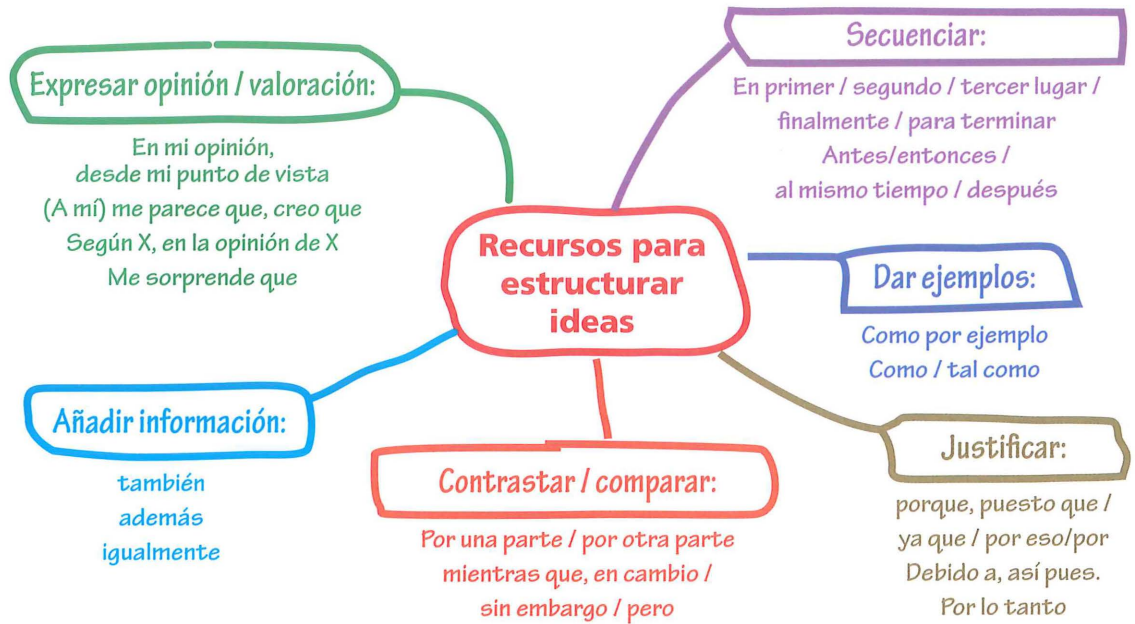 Recursos para
estructurar
ideas
Expresar opinión / valoración:
En mi opinión,
desde mi punto de vista
(A mí) me parece que, creo que
Según X, en la opinión de X
Me sorprende que
Secuenciar:
En primer / segundo / tercer lugar /
finalmente / para terminar
Antes/entonces /
al mismo tiempo / después
Dar ejemplos:
Como por ejemplo
Como / tal como
Justificar:
porque, puesto que /
ya que / por eso/por
Debido a, así pues.
Por lo tanto
Contrastar / comparar:
Por una parte / por otra parte
mientras que, en cambio /
sin embargo / pero
Añadir información:
también
además
igualmente